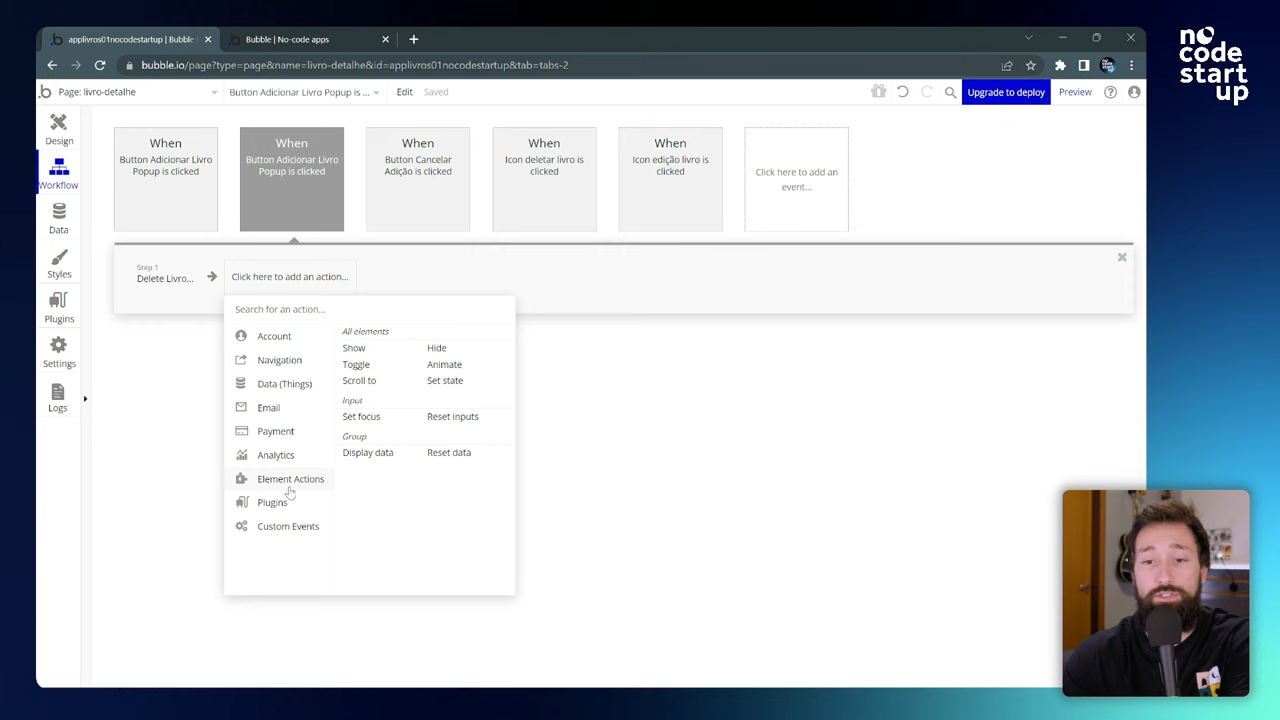 applivros01nocodestartup | Bubble
Bubble | No-code apps
bubble.io/page?type=page&name=livro-detalhe&id=applivros01nocodestartup&tab=tabs-2
no
code
start
up
Page: livro-detalhe
Button Adicionar Livro Popup is ...
Edit
Saved
Upgrade to deploy
Preview
Design
Workflow
Data
Styles
Plugins
Settings
Logs
When
Button Adicionar Livro
Popup is clicked
When
Button Adicionar Livro
Popup is clicked
When
Button Cancelar
Adição is clicked
When
Icon deletar livro is
clicked
When
Icon edição livro is
clicked
Click here to add an
event...
Step 1
Delete Livro...
Click here to add an action...
Search for an action...
Account
Navigation
Data (Things)
Email
Payment
Analytics
Element Actions
Plugins
Custom Events
All elements
Show Hide
Toggle Animate
Scroll to Set state
Input
Set focus Reset inputs
Group
Display data Reset data